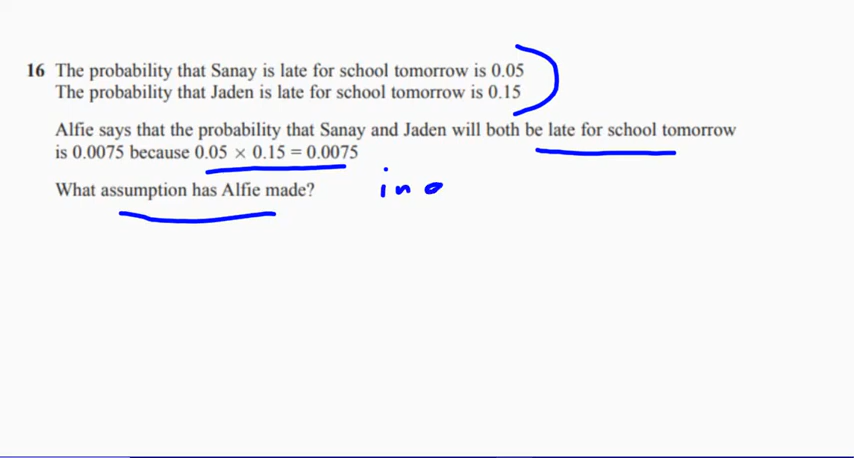 16 The probability that Sanay is late for school tomorrow is 0.05
The probability that Jaden is late for school tomorrow is 0.15
Alfie says that the probability that Sanay and Jaden will both be late for school tomorrow
is 0.0075 because 0.05 × 0.15 = 0.0075
What assumption has Alfie made?